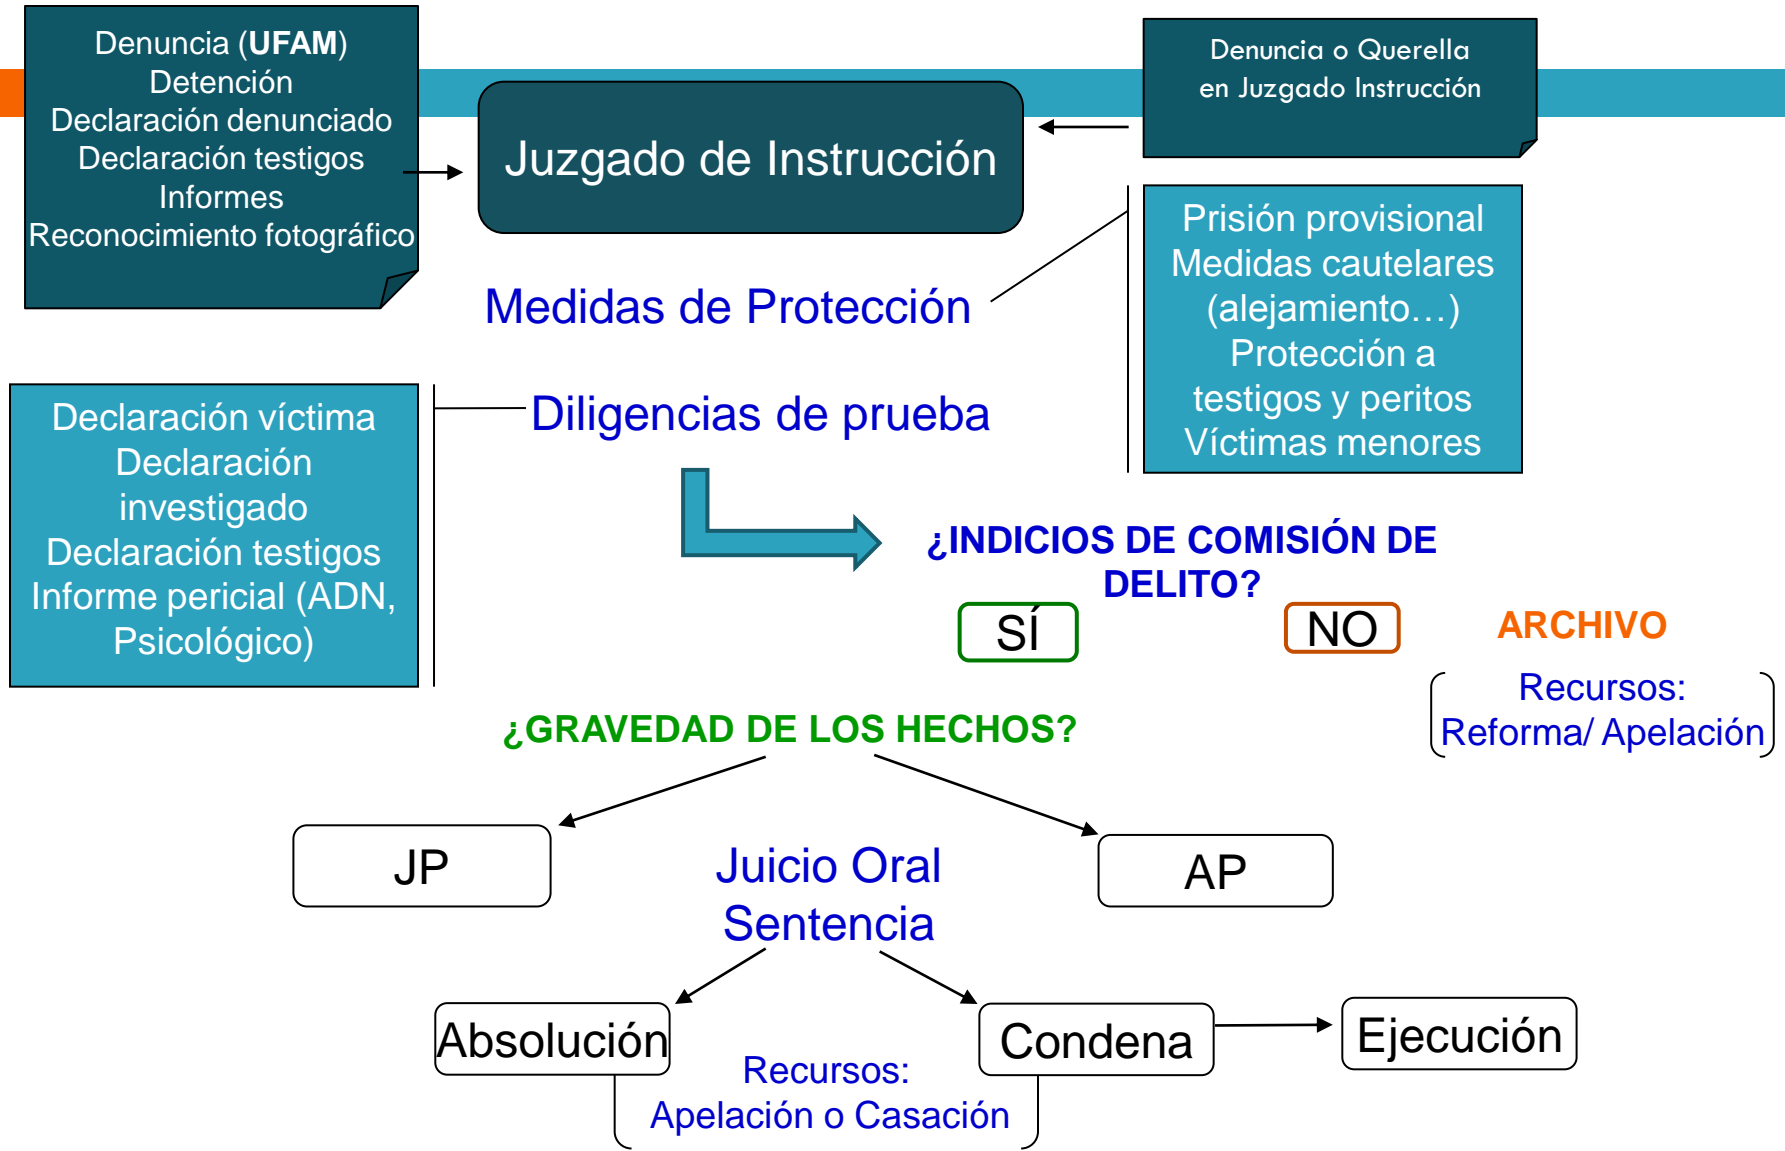 Denuncia (UFAM)
Detención
Declaración denunciado
Declaración testigos
Informes
Reconocimiento fotográfico
Juzgado de Instrucción
Denuncia o Querella
en Juzgado Instrucción
Medidas de Protección
Prisión provisional
Medidas cautelares
(alejamiento…)
Protección a
testigos y peritos
Víctimas menores
Declaración víctima
Declaración
investigado
Declaración testigos
Informe pericial (ADN,
Psicológico)
Diligencias de prueba
¿INDICIOS DE COMISIÓN DE
DELITO?
SÍ
NO
ARCHIVO
Recursos:
Reforma/ Apelación
¿GRAVEDAD DE LOS HECHOS?
JP
Juicio Oral
Sentencia
AP
Absolución
Condena
Ejecución
Recursos:
Apelación o Casación